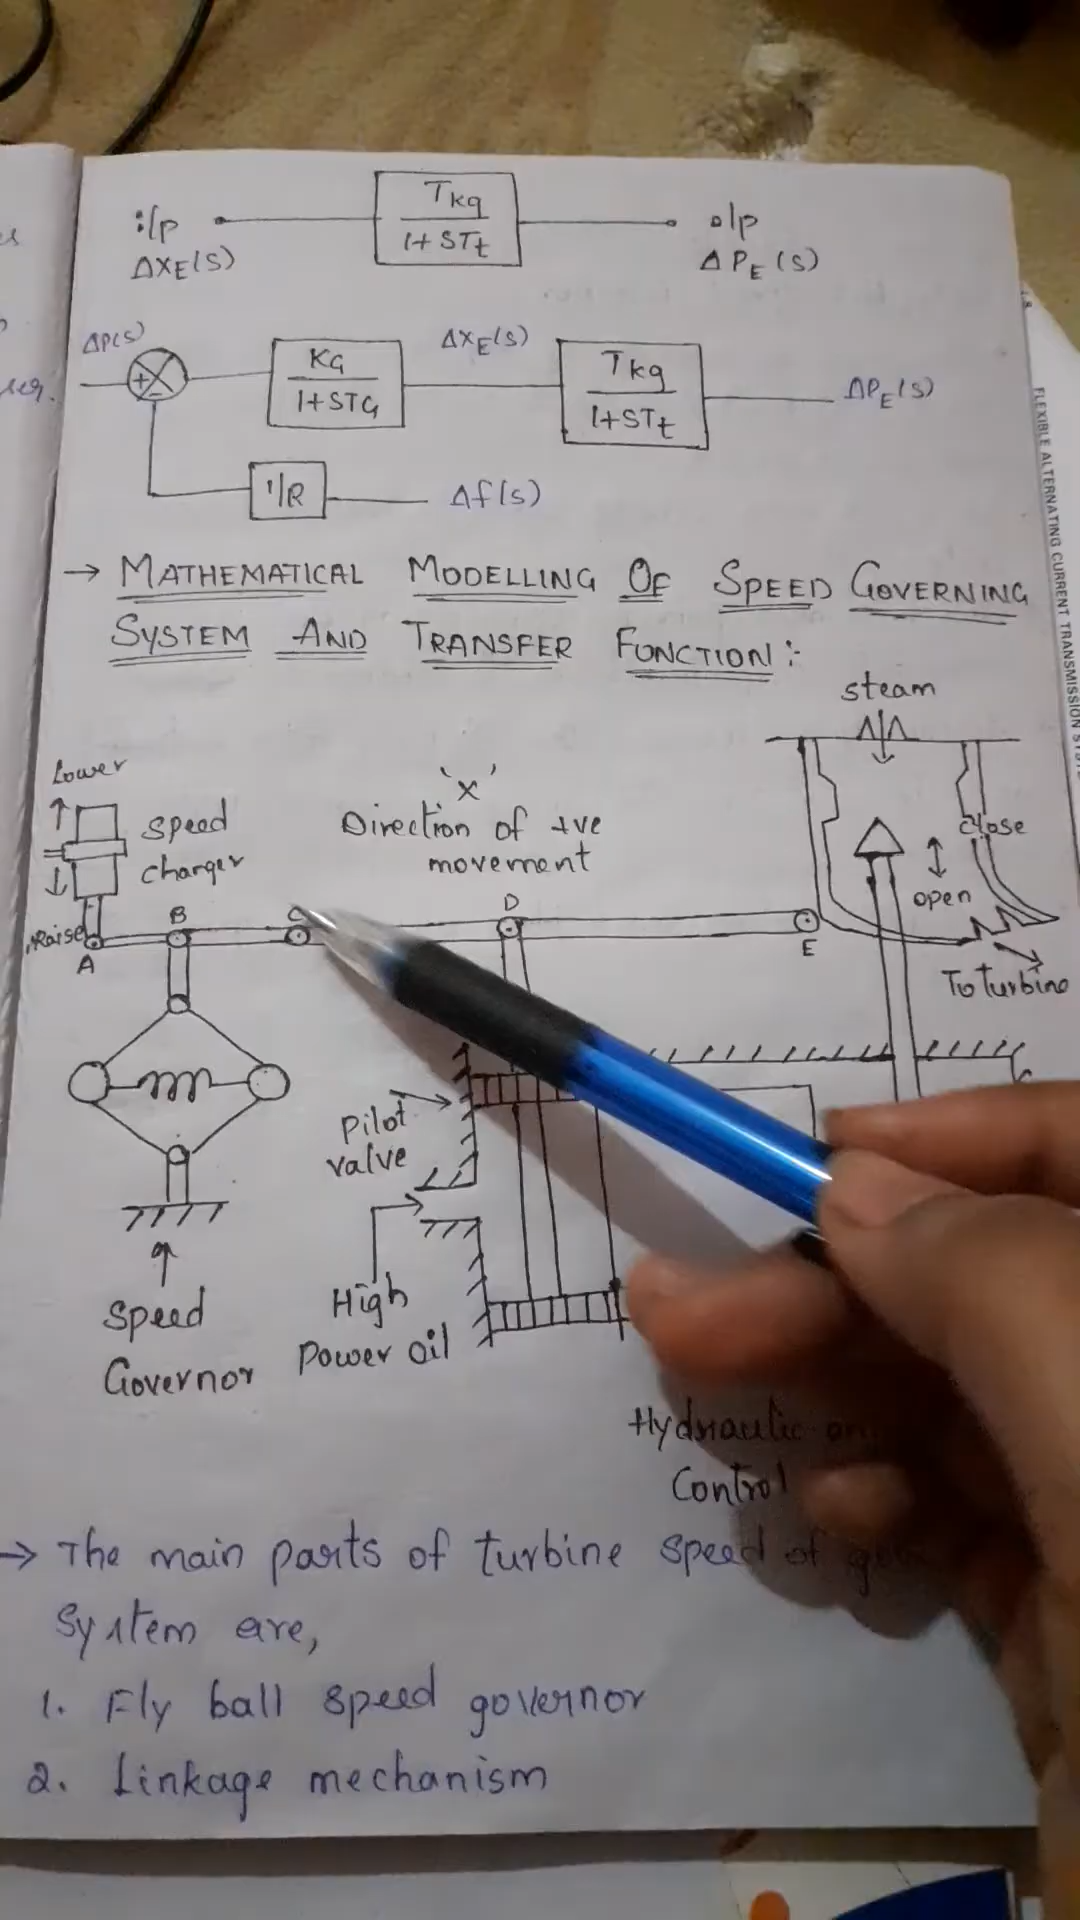 Tkg
1+STt
i/p
o/p
ΔXE(s)
ΔPE(s)
ΔP(s)
KG
1+STG
ΔXE(s)
Tkg
1+STt
ΔPE(s)
1/R
Δf(s)
→ MATHEMATICAL MODELLING OF SPEED GOVERNING
SYSTEM AND TRANSFER FUNCTION:
steam
Lower
Speed
changer
'x'
Direction of +ve
movement
close
open
Raise
A
B
C
D
E
To turbine
Pilot
valve
High
Power oil
Speed
Governor
Hydraulic
Control
→ The main parts of turbine speed of
System are,
1. Fly ball speed governor
2. Linkage mechanism
FLEXIBLE ALTERNATING CURRENT TRANSMISSION